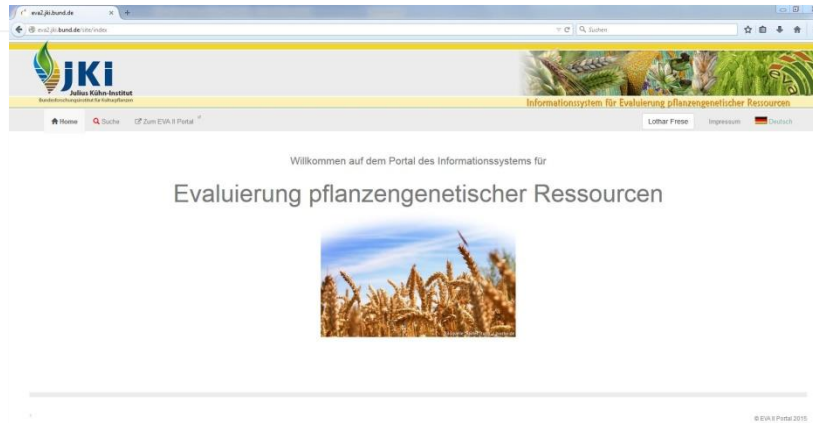 eva2.jki.bund.de
eva2.jki.bund.de/site/index
Suchen
JKI
Julius Kühn-Institut
Bundesforschungsinstitut für Kulturpflanzen
EVA
Informationssystem für Evaluierung pflanzengenetischer Ressourcen
Home Suche Zum EVA II Portal Lothar Frese Impressum Deutsch
Willkommen auf dem Portal des Informationssystems für
Evaluierung pflanzengenetischer Ressourcen
© EVA II Portal 2015